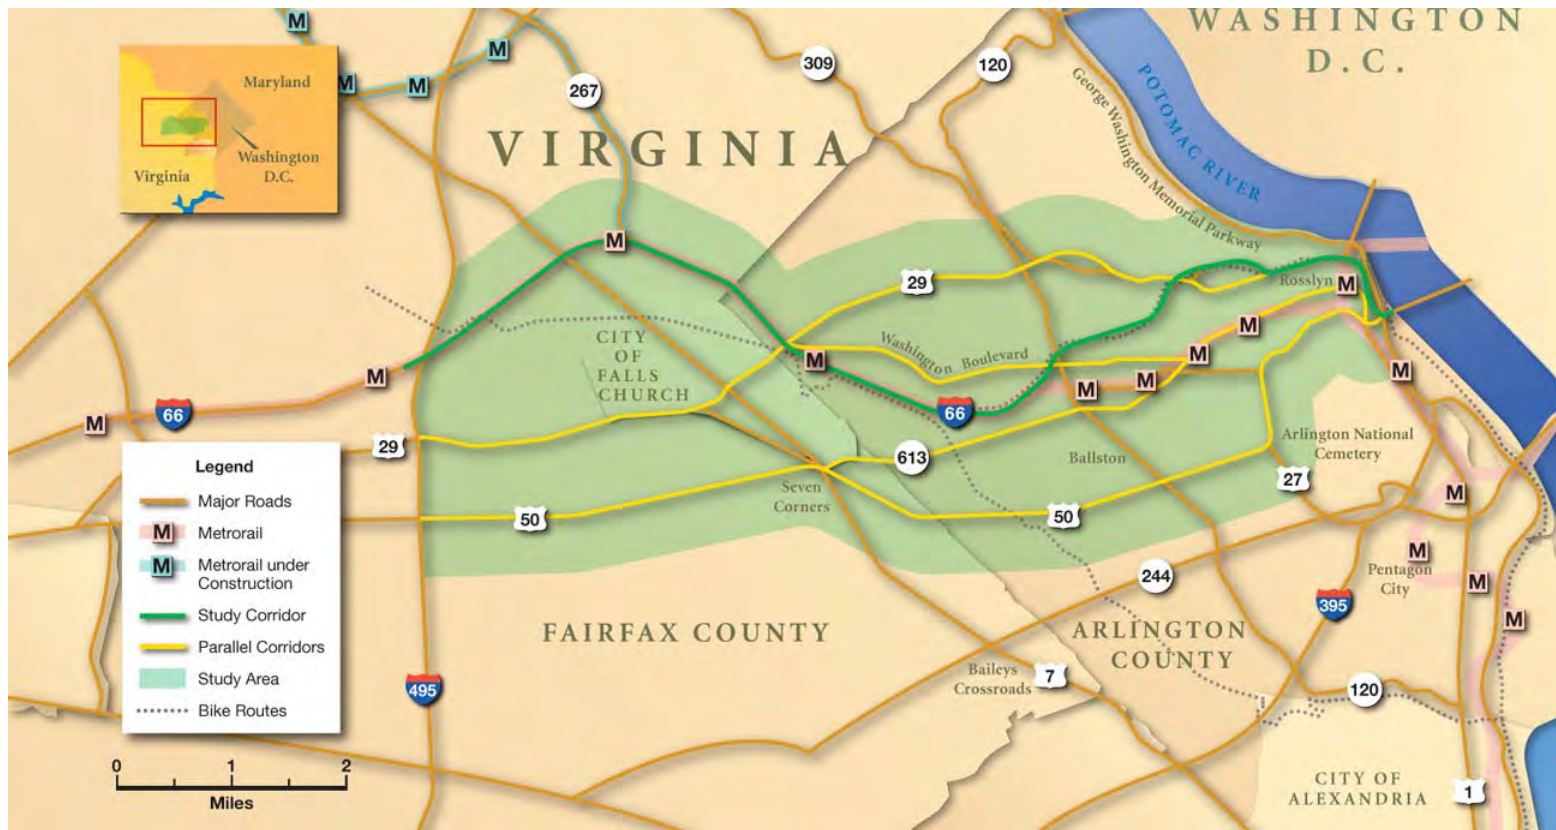 WASHINGTON
D.C.
M
M
M
M
267
309
120
Maryland
Washington
D.C.
Virginia
VIRGINIA
George Washington Memorial Parkway
POTOMAC RIVER
M
29
Rosslyn
M
M
CITY
OF
FALLS
CHURCH
Washington Boulevard
M
M
M
M
M
M
M
66
66
29
613
Ballston
Arlington National
Cemetery
27
Seven
Corners
50
50
M
M
M
M
Pentagon
City
244
395
FAIRFAX COUNTY
ARLINGTON
COUNTY
Baileys
Crossroads
7
120
495
CITY OF
ALEXANDRIA
1
Legend
Major Roads
M Metrorail
M Metrorail under
Construction
Study Corridor
Parallel Corridors
Study Area
Bike Routes
0 1 2
Miles